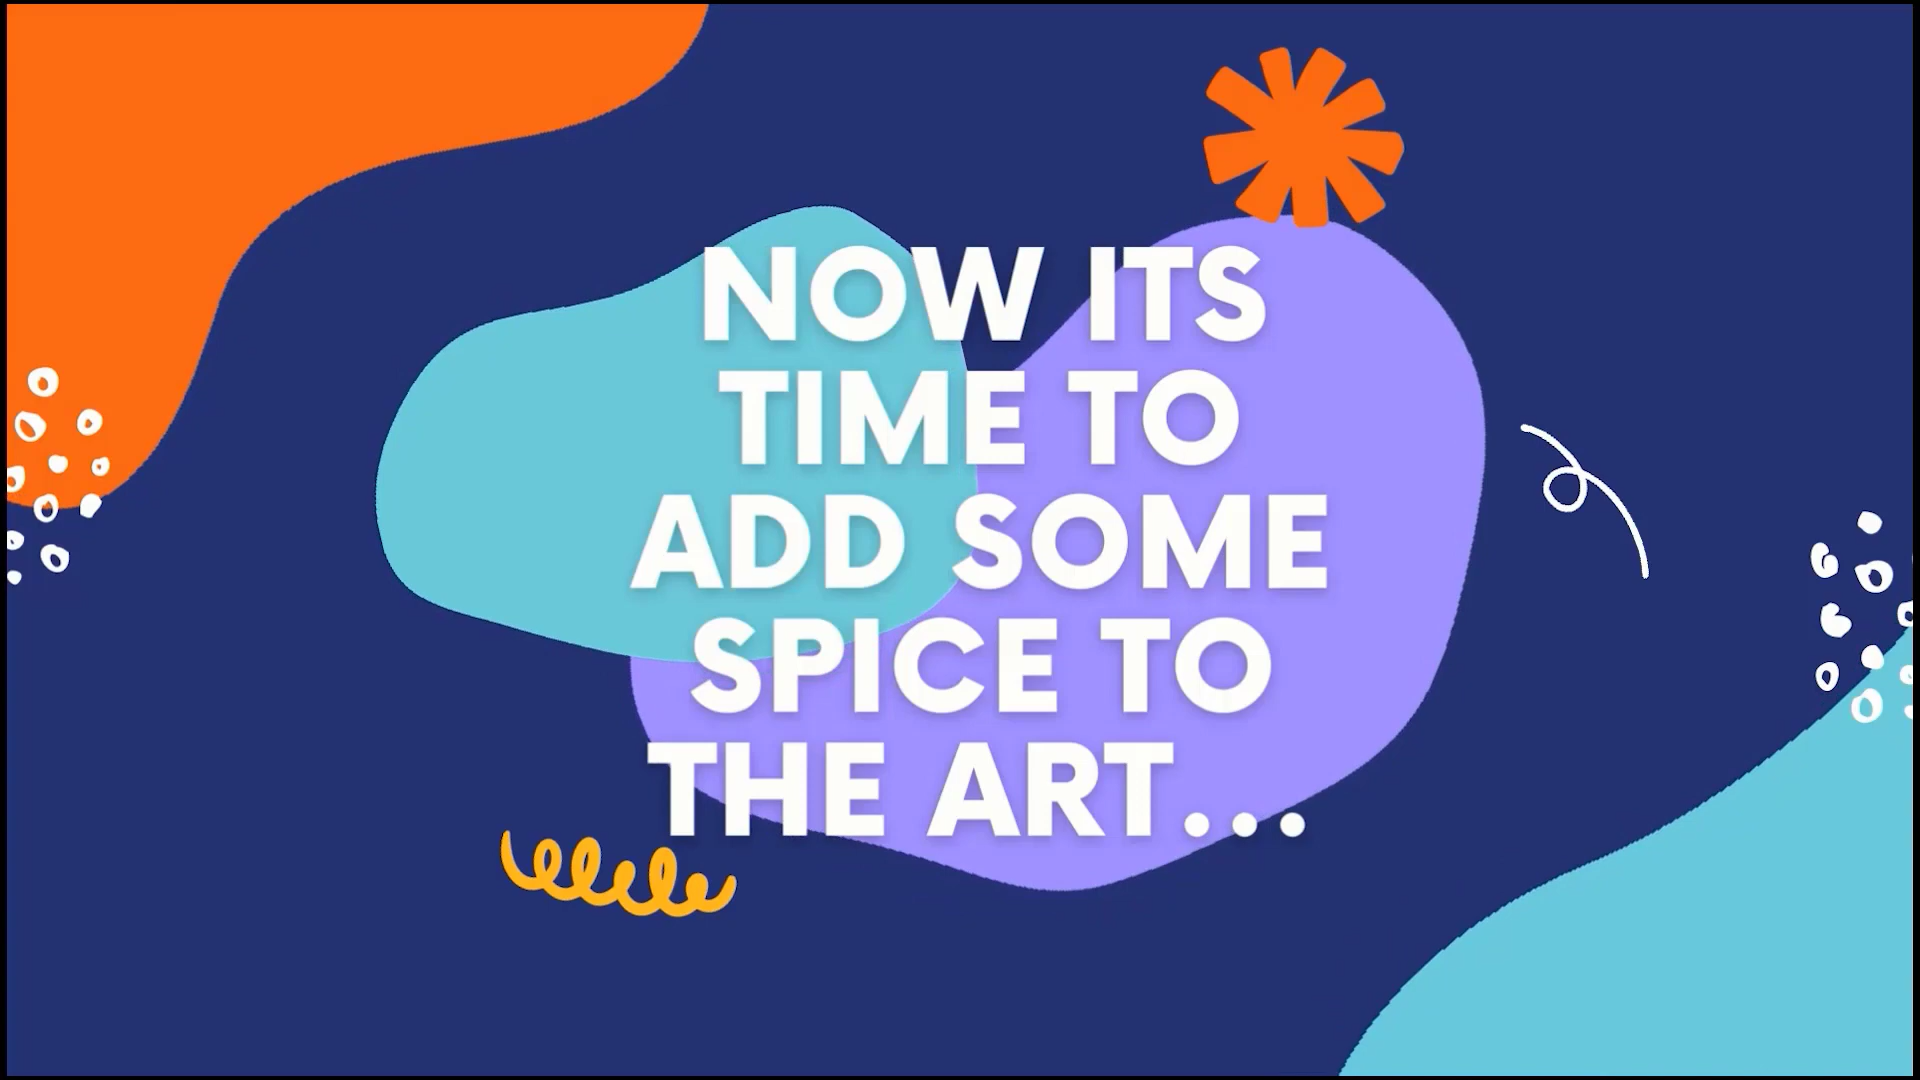 NOW ITS
TIME TO
ADD SOME
SPICE TO
THE ART...